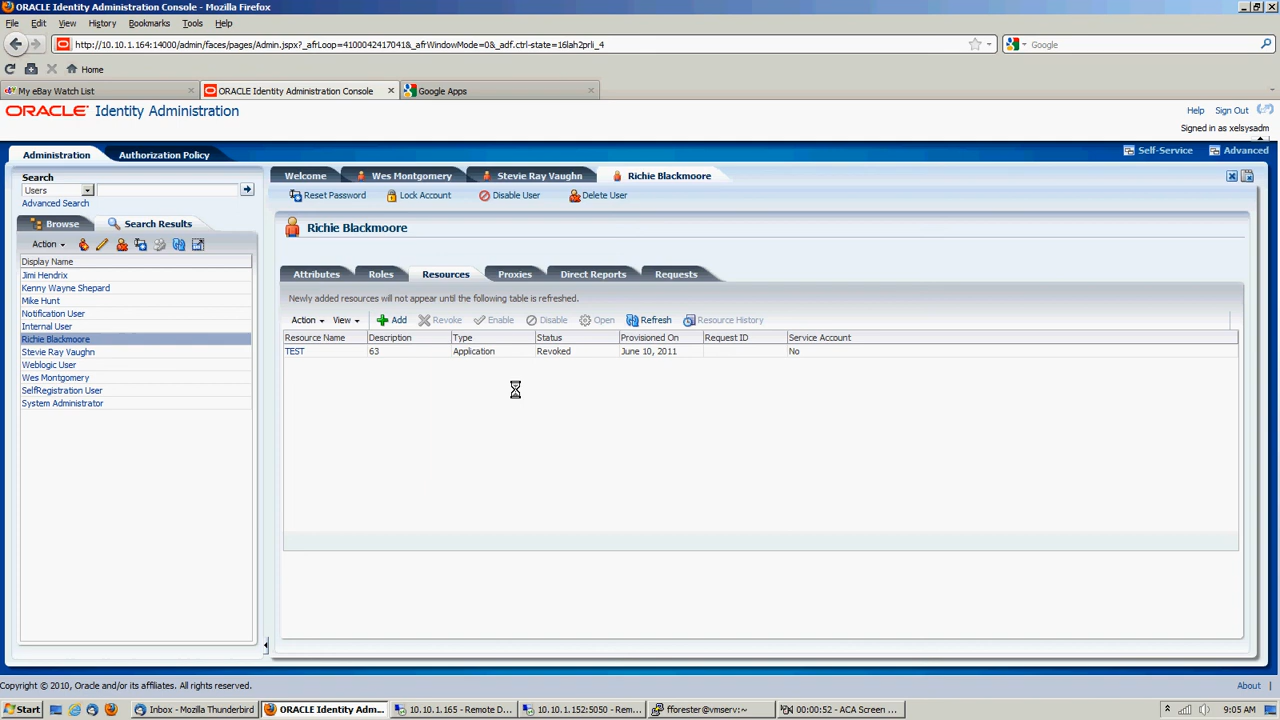 ORACLE Identity Administration Console - Mozilla Firefox
File Edit View History Bookmarks Tools Help
http://10.10.1.164:14000/admin/faces/pages/Admin.jspx?_afrLoop=4100042417041&_afrWindowMode=0&_adf.ctrl-state=16lah2prli_4
Google
Home
My eBay Watch List
ORACLE Identity Administration Console
Google Apps
ORACLE Identity Administration
Help Sign Out
Signed in as xelsysadm
Administration Authorization Policy
Self-Service Advanced
Search
Users
Advanced Search
Browse Search Results
Action
Display Name
Jimi Hendrix
Kenny Wayne Shepard
Mike Hunt
Notification User
Internal User
Richie Blackmoore
Stevie Ray Vaughn
Weblogic User
Wes Montgomery
SelfRegistration User
System Administrator
Welcome Wes Montgomery Stevie Ray Vaughn Richie Blackmoore
Reset Password Lock Account Disable User Delete User
Richie Blackmoore
Attributes Roles Resources Proxies Direct Reports Requests
Newly added resources will not appear until the following table is refreshed.
Action View Add Revoke Enable Disable Open Refresh Resource History
Resource Name Description Type Status Provisioned On Request ID Service Account
TEST 63 Application Revoked June 10, 2011 No
Copyright © 2010, Oracle and/or its affiliates. All rights reserved.
About
Start
Inbox - Mozilla Thunderbird
ORACLE Identity Adm...
10.10.1.165 - Remote D...
10.10.1.152:5050 - Rem...
fforester@vmserv:~
00:00:52 - ACA Screen ...
9:05 AM